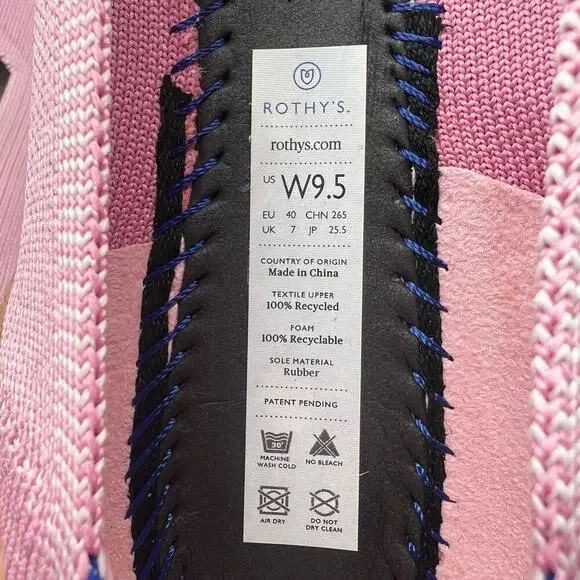 ROTHY'S™
rothys.com
US W9.5
EU 40 CHN 265
UK 7 JP 25.5
COUNTRY OF ORIGIN
Made in China
TEXTILE UPPER
100% Recycled
FOAM
100% Recyclable
SOLE MATERIAL
Rubber
PATENT PENDING
30°
MACHINE
WASH COLD
NO BLEACH
AIR DRY
DO NOT
DRY CLEAN